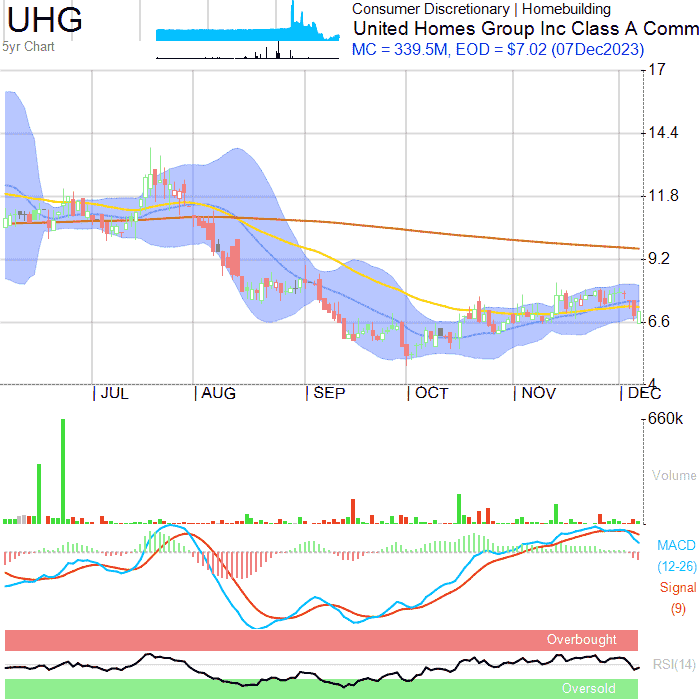 UHG
5yr Chart
Consumer Discretionary | Homebuilding
United Homes Group Inc Class A Comm
MC = 339.5M, EOD = $7.02 (07Dec2023)
17
14.4
11.8
9.2
6.6
4
JUL AUG SEP OCT NOV DEC
660k
Volume
MACD
(12-26)
Signal
(9)
Overbought
RSI(14)
Oversold